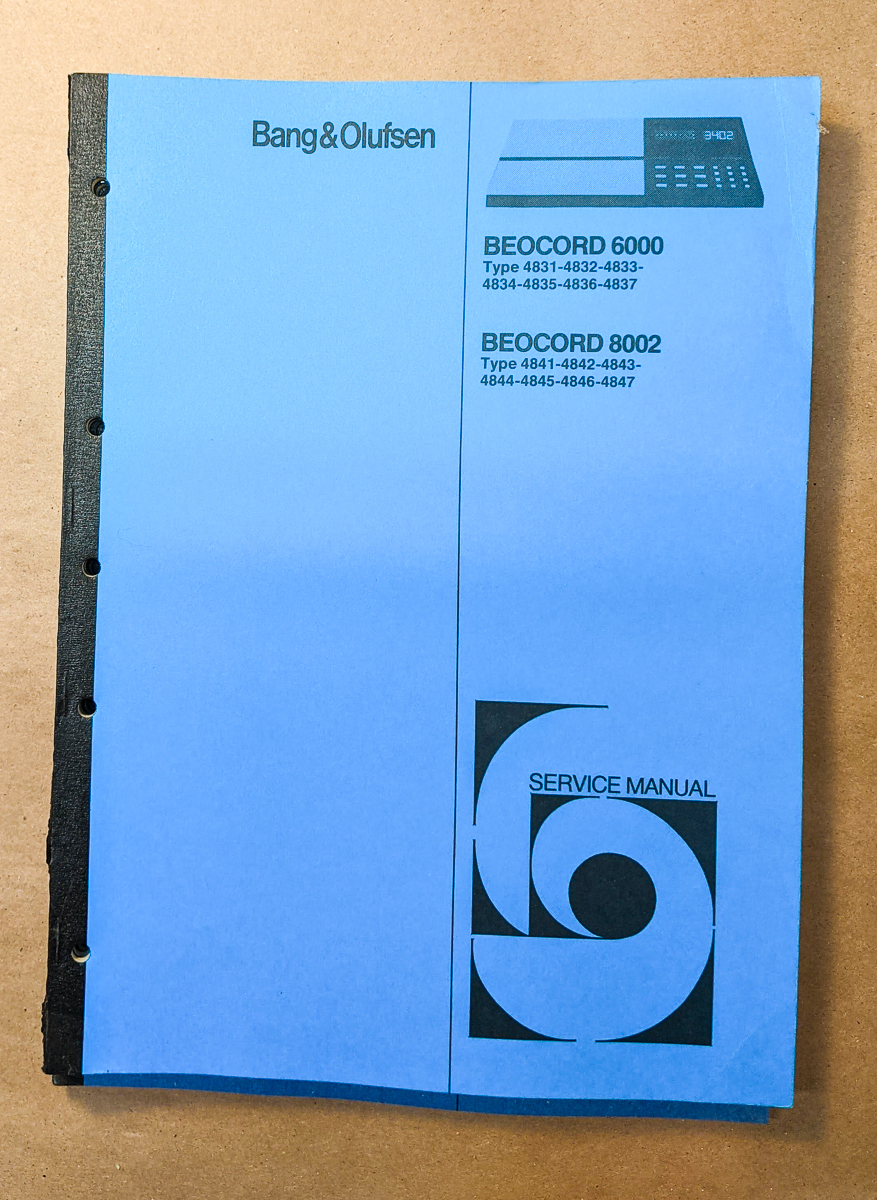 Bang&Olufsen
3402
BEOCORD 6000
Type 4831-4832-4833-
4834-4835-4836-4837
BEOCORD 8002
Type 4841-4842-4843-
4844-4845-4846-4847
SERVICE MANUAL